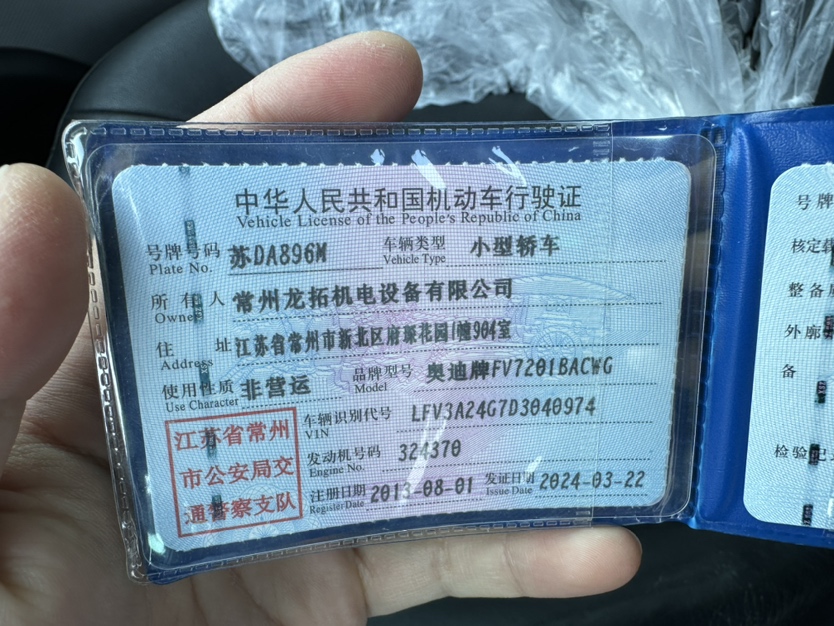 中华人民共和国机动车行驶证
Vehicle License of the People's Republic of China
号牌号码 苏DA896M 车辆类型 小型轿车
Plate No. Vehicle Type
所有人 常州龙拓机电设备有限公司
Owner
住址 江苏省常州市新北区府琛花园1幢904室
Address
使用性质 非营运 品牌型号 奥迪牌FV7201BACWG
Use Character Model
江苏省常州
市公安局交
通警察支队
车辆识别代号 LFV3A24G7D3040974
VIN
发动机号码 324370
Engine No.
注册日期 2013-08-01 发证日期 2024-03-22
Register Date Issue Date
号牌
核定
整备
外廓
备
检验记